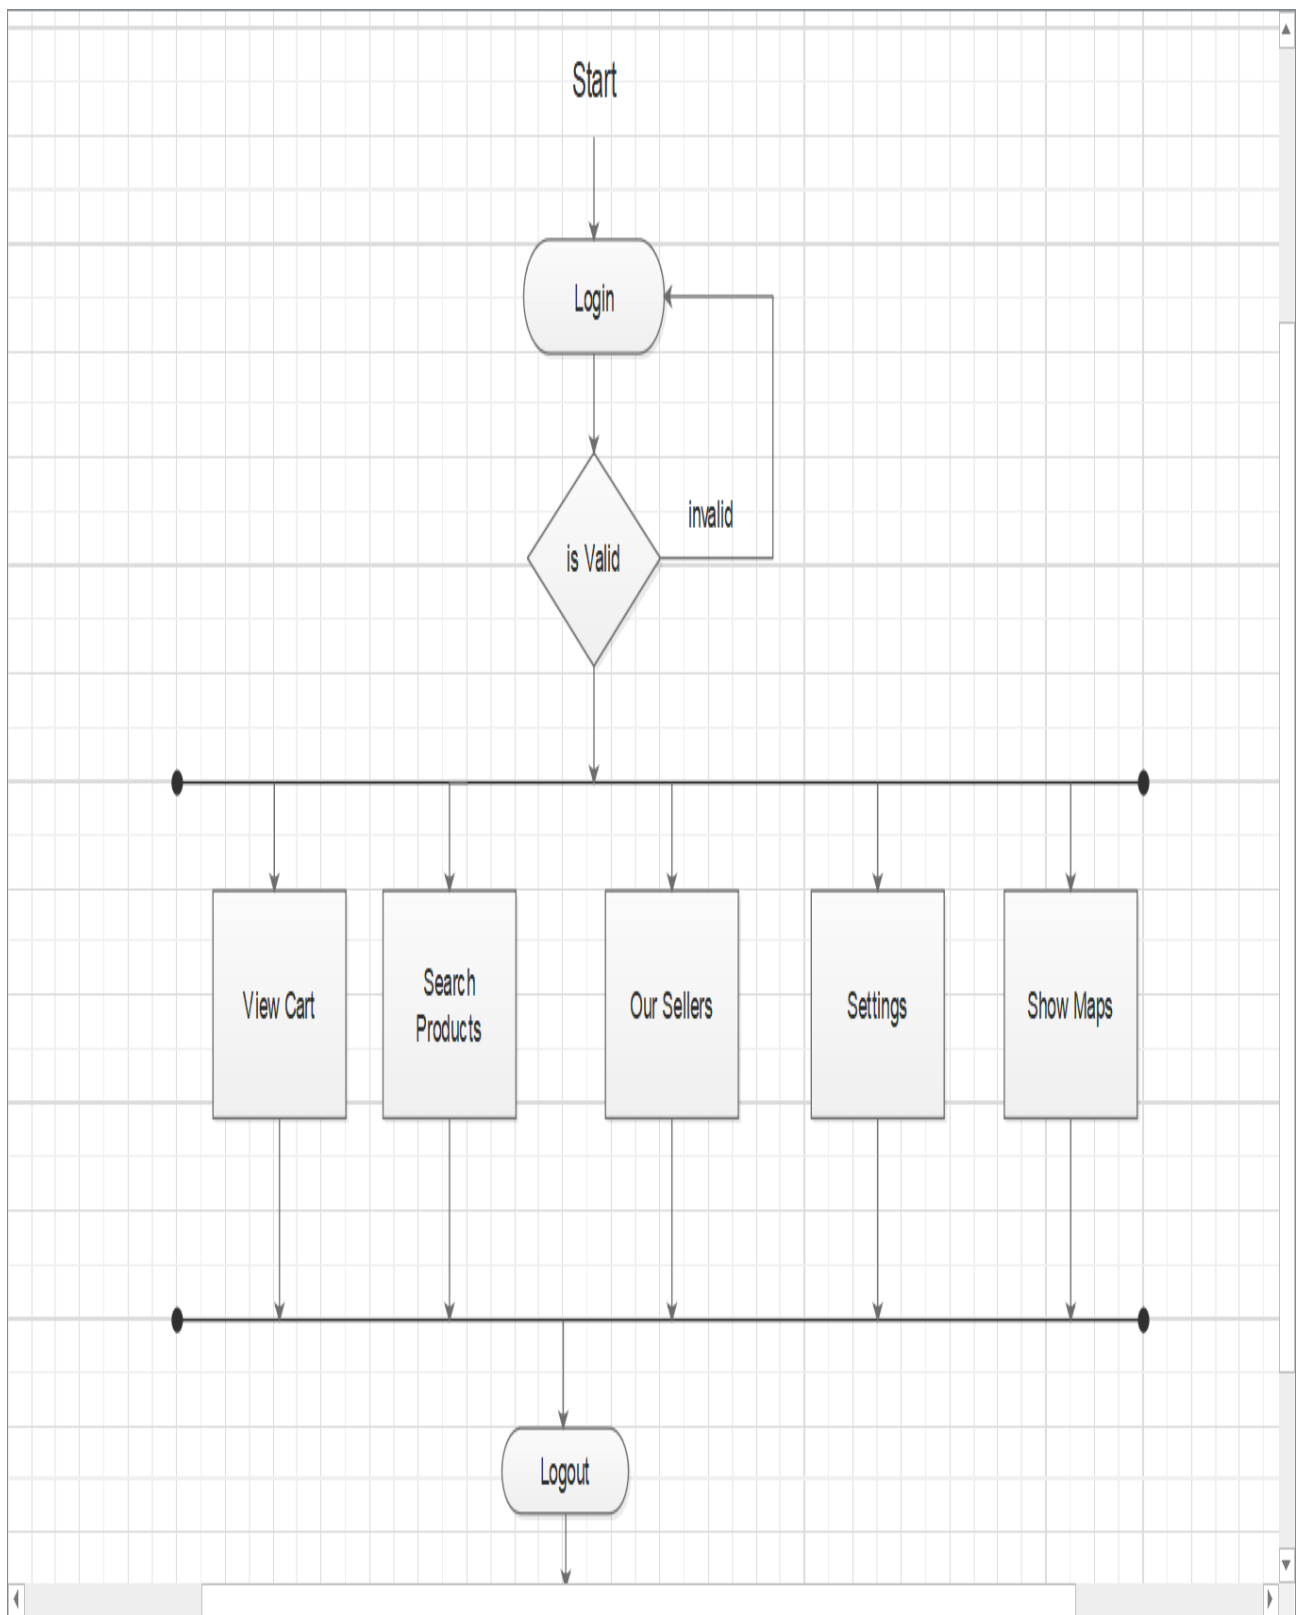 Start
Login
invalid
is Valid
View Cart
Search
Products
Our Sellers
Settings
Show Maps
Logout